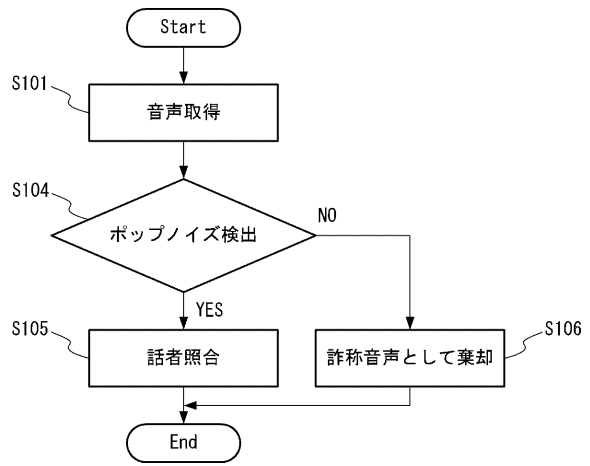 Start
S101
音声取得
S104
ポップノイズ検出
NO
YES
S105
話者照合
詐称音声として棄却
S106
End